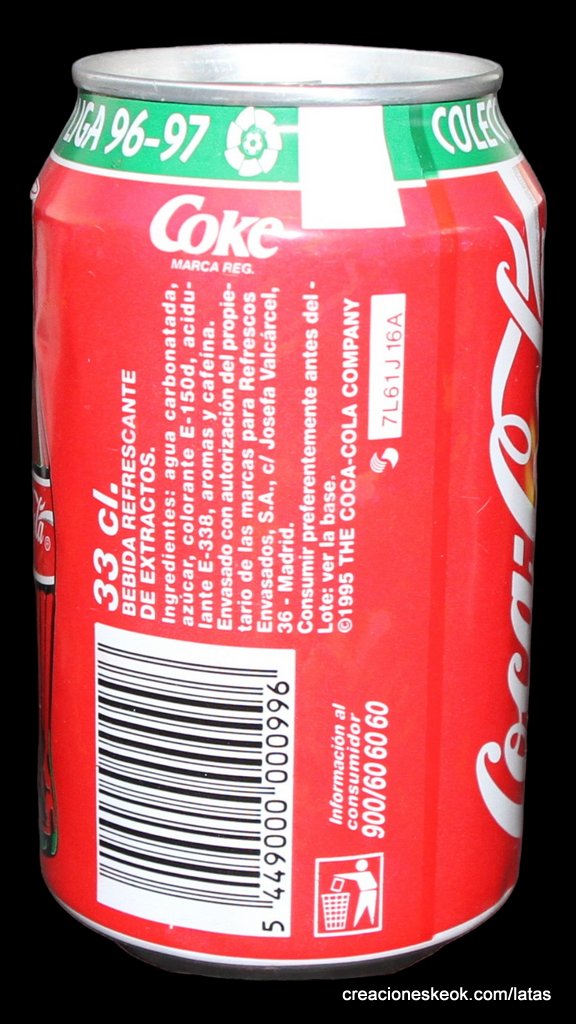 LIGA 96-97
COLEC
Coke
MARCA REG.
33 cl.
BEBIDA REFRESCANTE
DE EXTRACTOS.
Ingredientes: agua carbonatada,
azúcar, colorante E-150d, acidu-
lante E-338, aromas y cafeína.
Envasado con autorización del propie-
tario de las marcas para Refrescos
Envasados, S.A., c/ Josefa Valcárcel,
36 - Madrid.
Consumir preferentemente antes del -
Lote: ver la base.
©1995 THE COCA-COLA COMPANY
7L61J16A
5 449000 000996
Información al
consumidor
900/60 60 60
Coca-Cola
creacioneskeok.com/latas